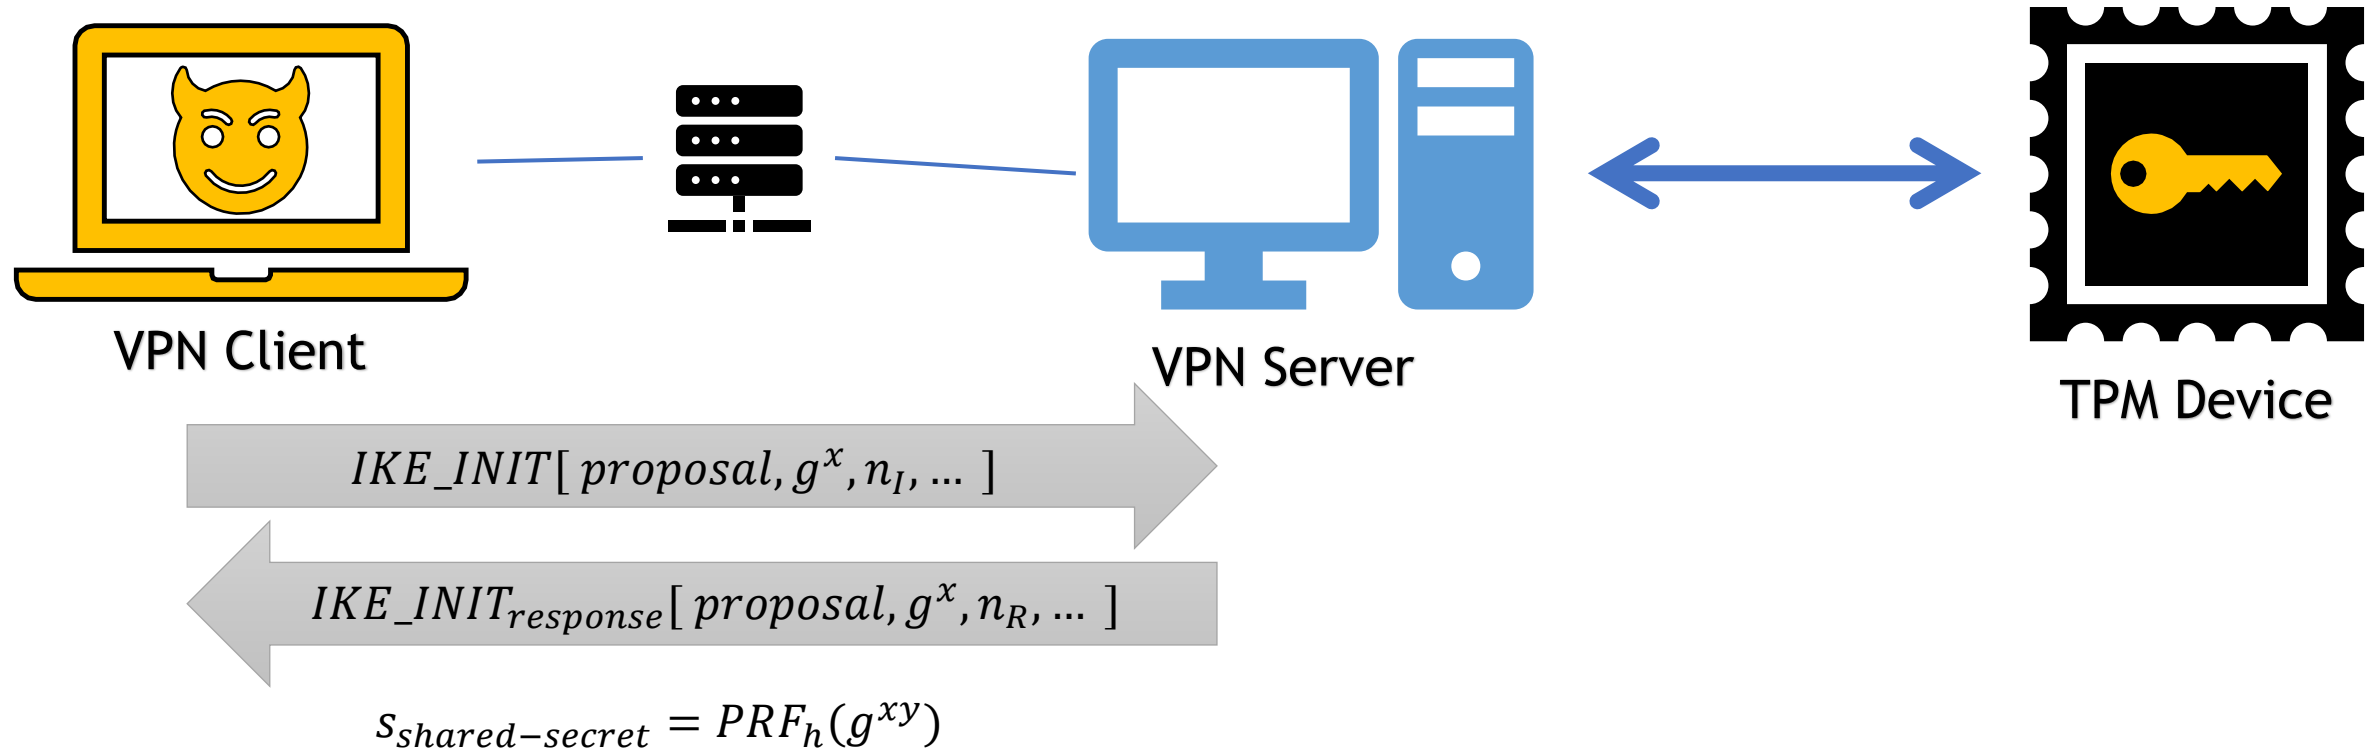 VPN Client
VPN Server
TPM Device
IKE_INIT[ proposal, g^x, n_I, … ]
IKE_INIT_response[ proposal, g^x, n_R, … ]
s_shared−secret = PRF_h(g^xy)